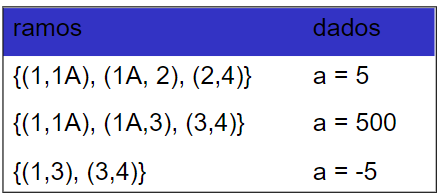 ramos dados
{(1,1A), (1A, 2), (2,4)} a = 5
{(1,1A), (1A,3), (3,4)} a = 500
{(1,3), (3,4)} a = -5